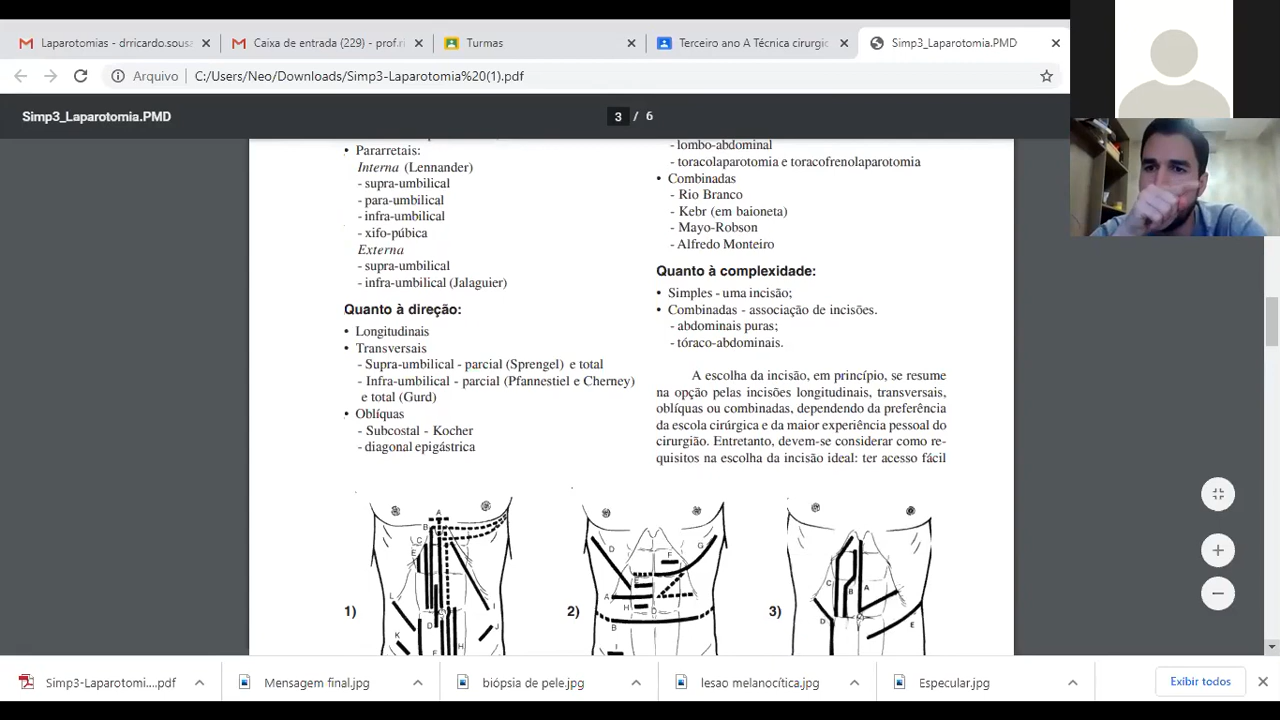 Laparotomias - drricardo.sousa
Caixa de entrada (229) - prof.ri
Turmas
Terceiro ano A Técnica cirurgic
Simp3_Laparotomia.PMD
Arquivo
C:/Users/Neo/Downloads/Simp3-Laparotomia%20(1).pdf
Simp3_Laparotomia.PMD
3 / 6
• Pararretais:
Interna (Lennander)
- supra-umbilical
- para-umbilical
- infra-umbilical
- xifo-púbica
Externa
- supra-umbilical
- infra-umbilical (Jalaguier)
Quanto à direção:
• Longitudinais
• Transversais
- Supra-umbilical - parcial (Sprengel) e total
- Infra-umbilical - parcial (Pfannestiel e Cherney)
e total (Gurd)
• Oblíquas
- Subcostal - Kocher
- diagonal epigástrica
- lombo-abdominal
- toracolaparotomia e toracofrenolaparotomia
• Combinadas
- Rio Branco
- Kebr (em baioneta)
- Mayo-Robson
- Alfredo Monteiro
Quanto à complexidade:
• Simples - uma incisão;
• Combinadas - associação de incisões.
- abdominais puras;
- tóraco-abdominais.
A escolha da incisão, em princípio, se resume
na opção pelas incisões longitudinais, transversais,
oblíquas ou combinadas, dependendo da preferência
da escola cirúrgica e da maior experiência pessoal do
cirurgião. Entretanto, devem-se considerar como re-
quisitos na escolha da incisão ideal: ter acesso fácil
1)
A
B
C
E
L
K
D
F
H
I
J
2)
D
G
F
E
A
H
B
I
3)
C
B
A
D
E
Simp3-Laparotomi....pdf
Mensagem final.jpg
biópsia de pele.jpg
lesao melanocítica.jpg
Especular.jpg
Exibir todos